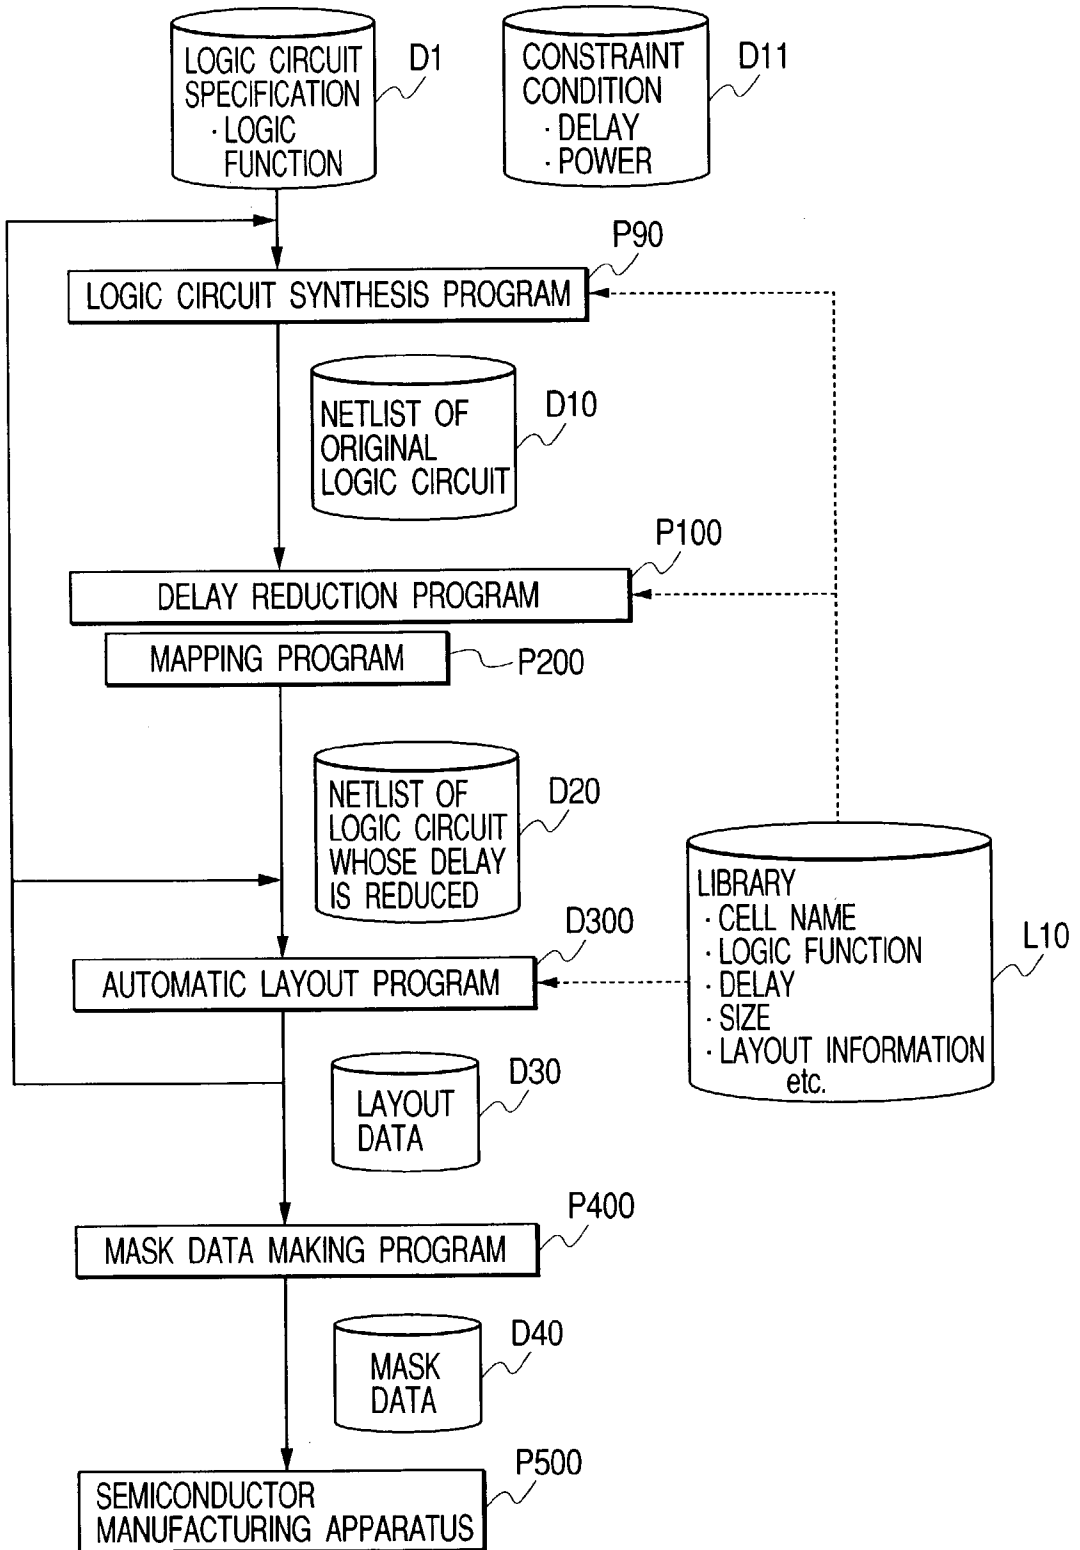 LOGIC CIRCUIT
SPECIFICATION
· LOGIC
FUNCTION
D1
CONSTRAINT
CONDITION
· DELAY
· POWER
D11
P90
LOGIC CIRCUIT SYNTHESIS PROGRAM
NETLIST OF
ORIGINAL
LOGIC CIRCUIT
D10
P100
DELAY REDUCTION PROGRAM
MAPPING PROGRAM
P200
NETLIST OF
LOGIC CIRCUIT
WHOSE DELAY
IS REDUCED
D20
LIBRARY
· CELL NAME
· LOGIC FUNCTION
· DELAY
· SIZE
· LAYOUT INFORMATION
etc.
L10
D300
AUTOMATIC LAYOUT PROGRAM
LAYOUT
DATA
D30
P400
MASK DATA MAKING PROGRAM
MASK
DATA
D40
P500
SEMICONDUCTOR
MANUFACTURING APPARATUS